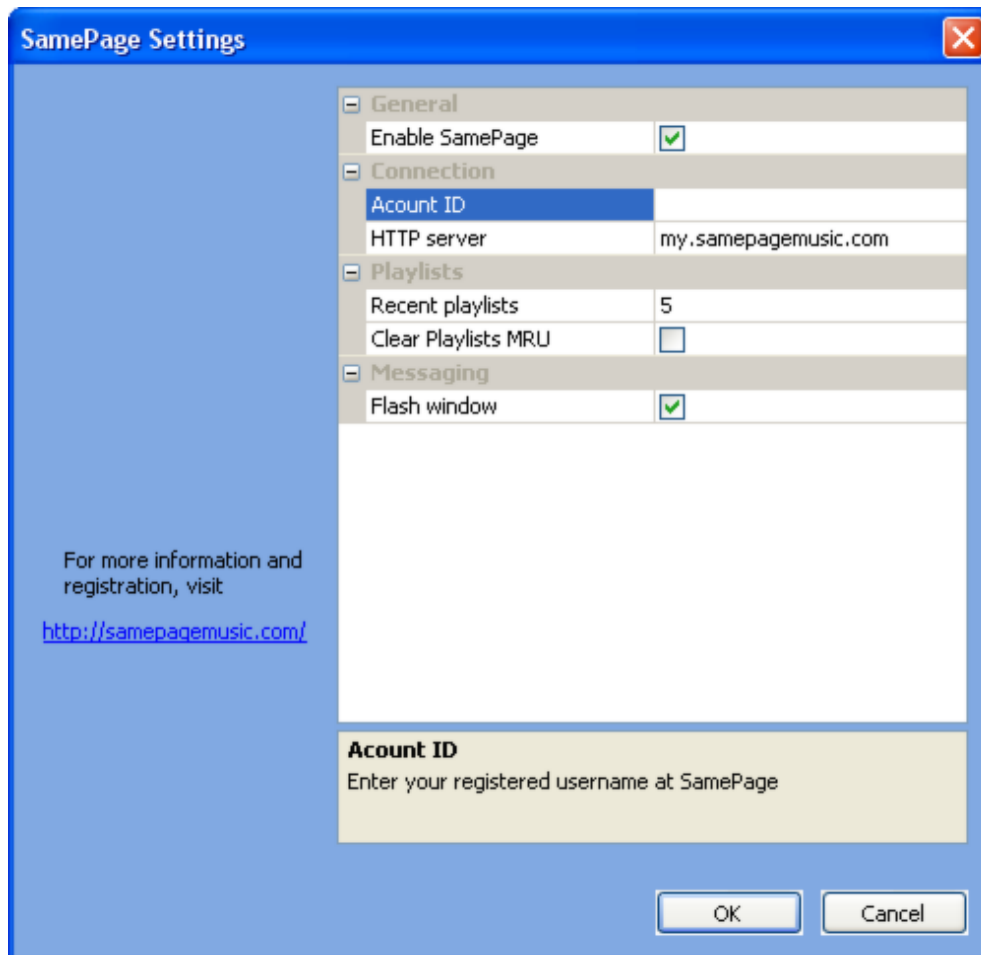 SamePage Settings
General
Enable SamePage
Connection
Acount ID
HTTP server my.samepagemusic.com
Playlists
Recent playlists 5
Clear Playlists MRU
Messaging
Flash window
For more information and
registration, visit
http://samepagemusic.com/
Acount ID
Enter your registered username at SamePage
OK Cancel